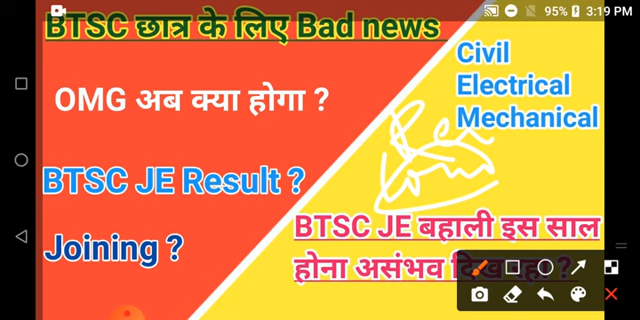 BTSC छात्र के लिए Bad news
95% 3:19 PM
Civil
Electrical
Mechanical
OMG अब क्या होगा ?
BTSC JE Result ?
Joining ?
BTSC JE बहाली इस साल
होना असंभव दिख रहा ?